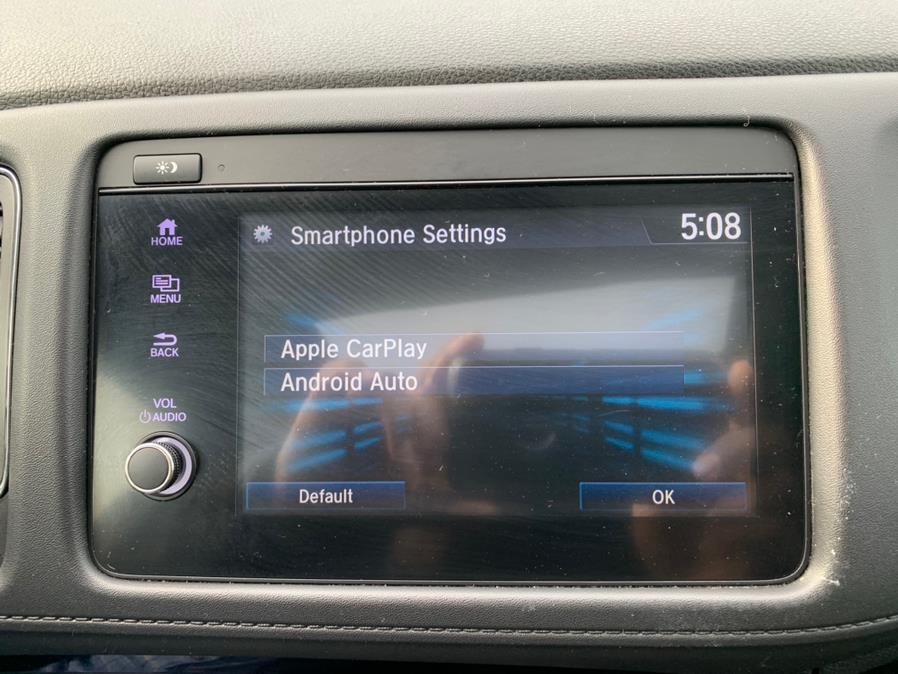 HOME
MENU
BACK
VOL
AUDIO
Smartphone Settings
5:08
Apple CarPlay
Android Auto
Default
OK